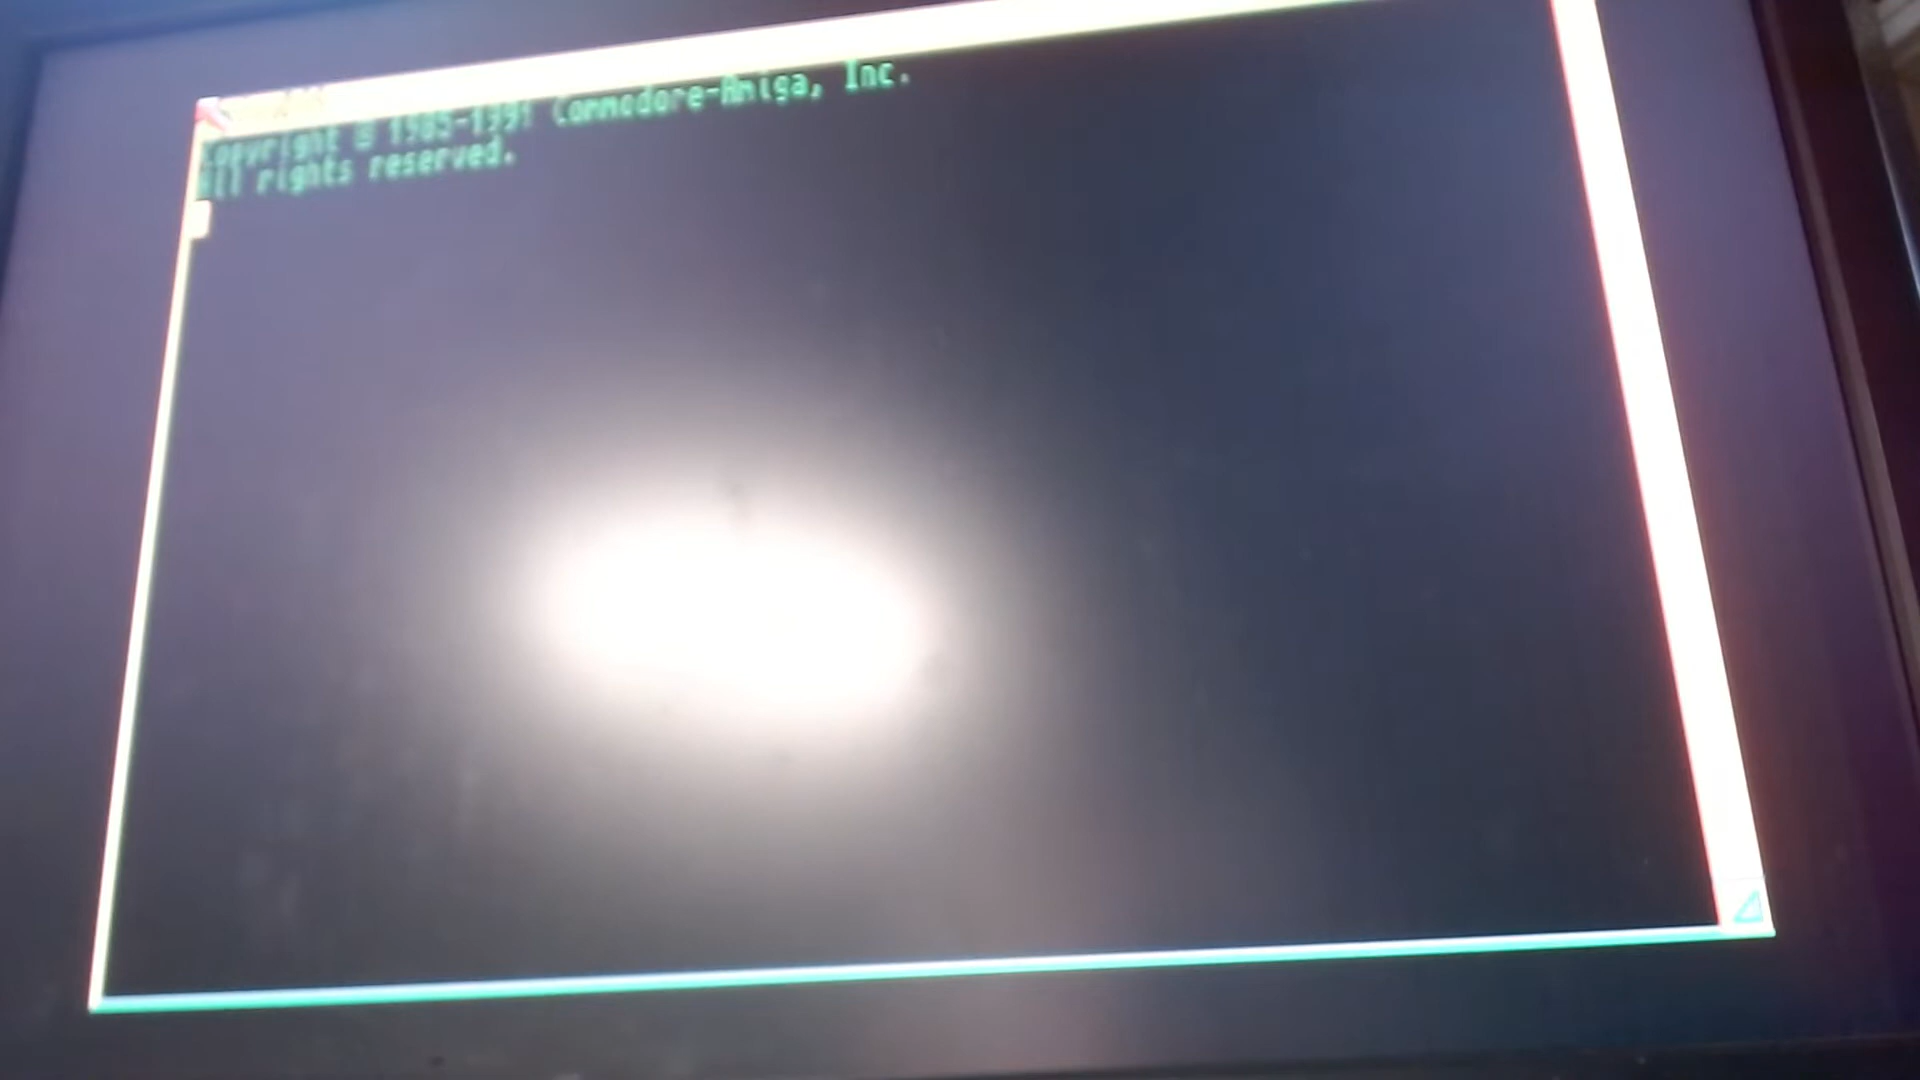 Copyright © 1985-1991 Commodore-Amiga, Inc.
All rights reserved.